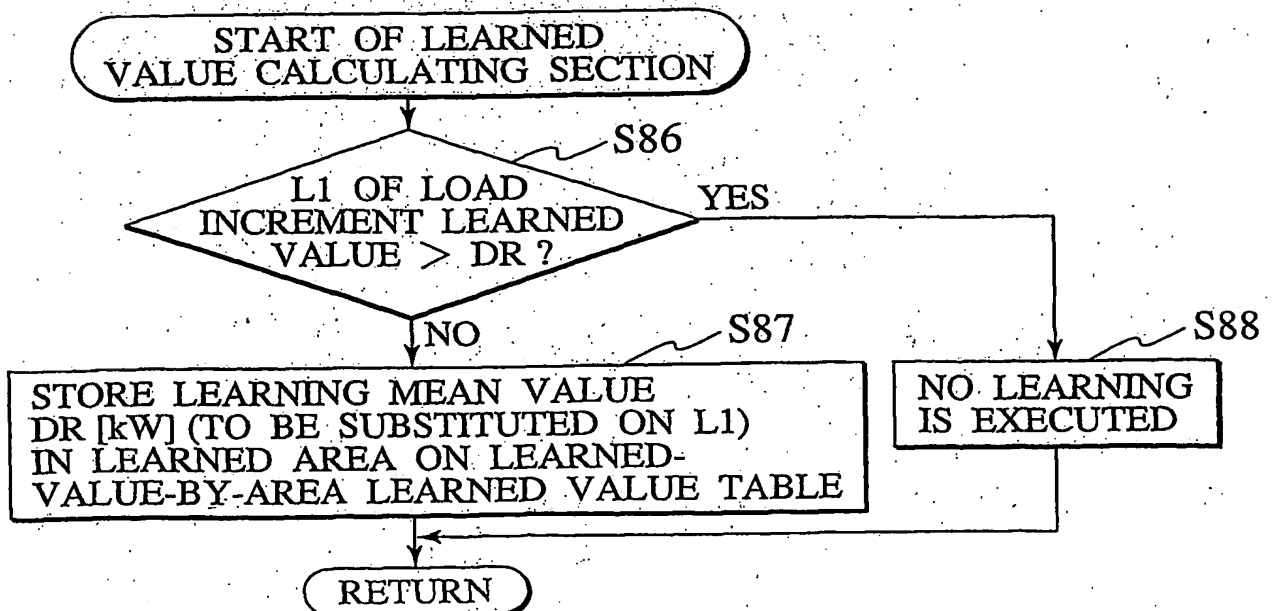 START OF LEARNED
VALUE CALCULATING SECTION
S86
L1 OF LOAD
INCREMENT LEARNED
VALUE > DR ?
YES
NO
S87
STORE LEARNING MEAN VALUE
DR [kW] (TO BE SUBSTITUTED ON L1)
IN LEARNED AREA ON LEARNED-
VALUE-BY-AREA LEARNED VALUE TABLE
S88
NO LEARNING
IS EXECUTED
RETURN